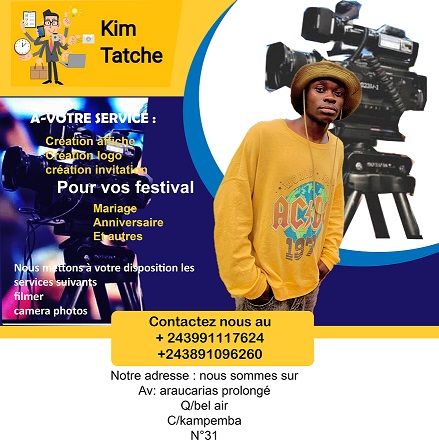 Kim
Tatche
A-VOTRE SERVICE :
Création affiche
Création logo
création invitation
Pour vos festival
Mariage
Anniversaire
Et autres
Nous mettons à votre disposition les
services suivants
filmer
camera photos
AC/DC
Contactez nous au
+ 243991117624
+243891096260
Notre adresse : nous sommes sur
Av: araucarias prolongé
Q/bel air
C/kampemba
N°31